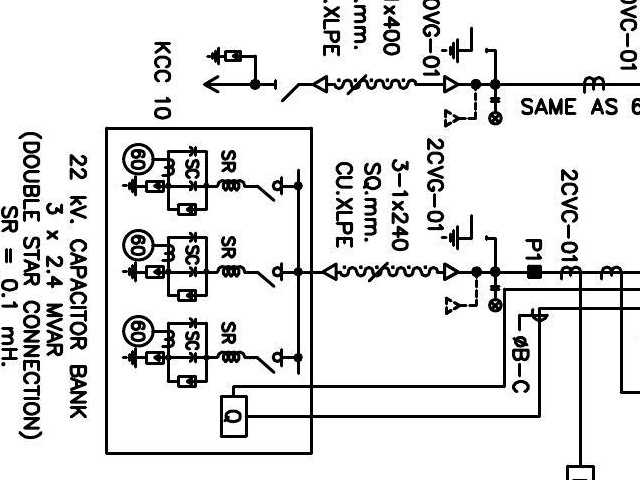 0VC-01
SAME AS 6
0VG-01
1x400
.mm.
.XLPE
KCC 10
2CVC-01
P1
øB-C
2CVG-01
3-1x240
SQ.mm.
CU.XLPE
SR
SC
60
SR
SC
60
SR
SC
60
Q
22 kV. CAPACITOR BANK
3 x 2.4 MVAR
(DOUBLE STAR CONNECTION)
SR = 0.1 mH.